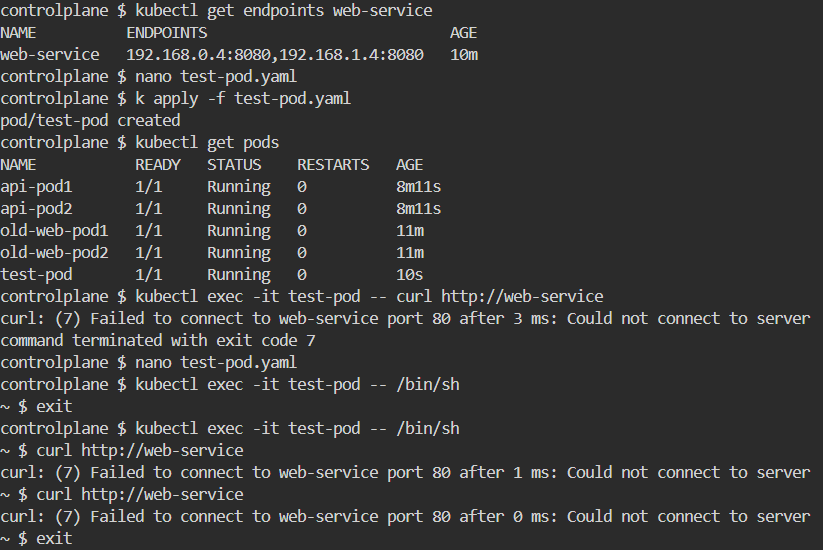 controlplane $ kubectl get endpoints web-service
NAME          ENDPOINTS                           AGE
web-service   192.168.0.4:8080,192.168.1.4:8080   10m
controlplane $ nano test-pod.yaml
controlplane $ k apply -f test-pod.yaml
pod/test-pod created
controlplane $ kubectl get pods
NAME           READY   STATUS    RESTARTS   AGE
api-pod1       1/1     Running   0          8m11s
api-pod2       1/1     Running   0          8m11s
old-web-pod1   1/1     Running   0          11m
old-web-pod2   1/1     Running   0          11m
test-pod       1/1     Running   0          10s
controlplane $ kubectl exec -it test-pod -- curl http://web-service
curl: (7) Failed to connect to web-service port 80 after 3 ms: Could not connect to server
command terminated with exit code 7
controlplane $ nano test-pod.yaml
controlplane $ kubectl exec -it test-pod -- /bin/sh
~ $ exit
controlplane $ kubectl exec -it test-pod -- /bin/sh
~ $ curl http://web-service
curl: (7) Failed to connect to web-service port 80 after 1 ms: Could not connect to server
~ $ curl http://web-service
curl: (7) Failed to connect to web-service port 80 after 0 ms: Could not connect to server
~ $ exit